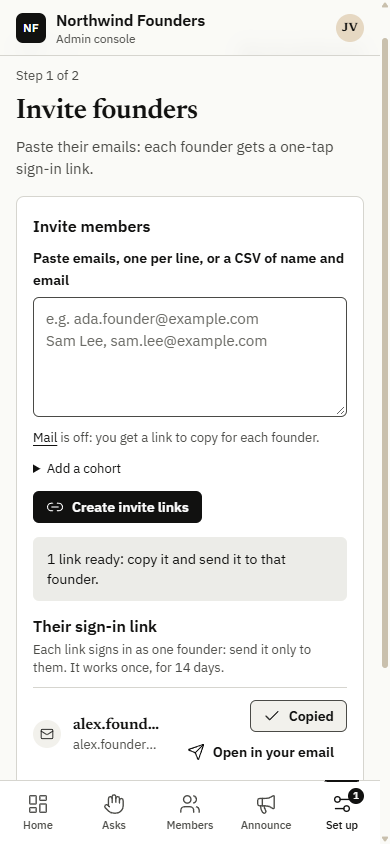 NF
Northwind Founders
Admin console
JV
Step 1 of 2
Invite founders
Paste their emails: each founder gets a one-tap
sign-in link.
Invite members
Paste emails, one per line, or a CSV of name and
email
e.g. ada.founder@example.com
Sam Lee, sam.lee@example.com
Mail is off: you get a link to copy for each founder.
Add a cohort
Create invite links
1 link ready: copy it and send it to that
founder.
Their sign-in link
Each link signs in as one founder: send it only to
them. It works once, for 14 days.
alex.found...
alex.founder...
Copied
Open in your email
Home
Asks
Members
Announce
1
Set up